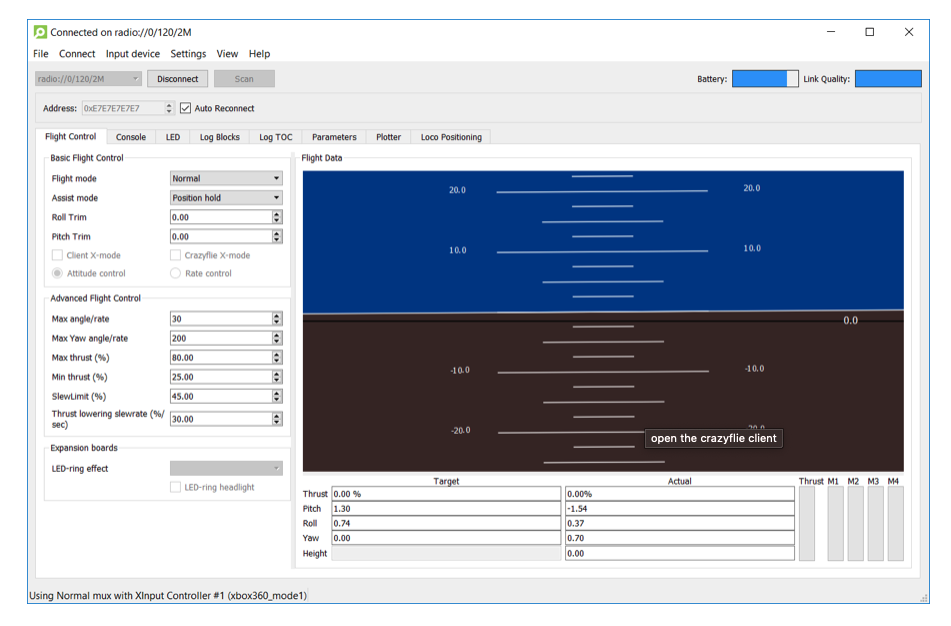 Connected on radio://0/120/2M
File Connect Input device Settings View Help
radio://0/120/2M Disconnect Scan Battery: Link Quality:
Address: 0xE7E7E7E7E7 Auto Reconnect
Flight Control Console LED Log Blocks Log TOC Parameters Plotter Loco Positioning
Basic Flight Control
Flight mode Normal
Assist mode Position hold
Roll Trim 0.00
Pitch Trim 0.00
Client X-mode Crazyflie X-mode
Attitude control Rate control
Advanced Flight Control
Max angle/rate 30
Max Yaw angle/rate 200
Max thrust (%) 80.00
Min thrust (%) 25.00
SlewLimit (%) 45.00
Thrust lowering slewrate (%/
sec) 30.00
Expansion boards
LED-ring effect
LED-ring headlight
Flight Data
20.0 20.0
10.0 10.0
0.0
-10.0 -10.0
-20.0 -20.0
open the crazyflie client
Target Actual Thrust M1 M2 M3 M4
Thrust 0.00 % 0.00%
Pitch 1.30 -1.54
Roll 0.74 0.37
Yaw 0.00 0.70
Height 0.00
Using Normal mux with XInput Controller #1 (xbox360_mode1)